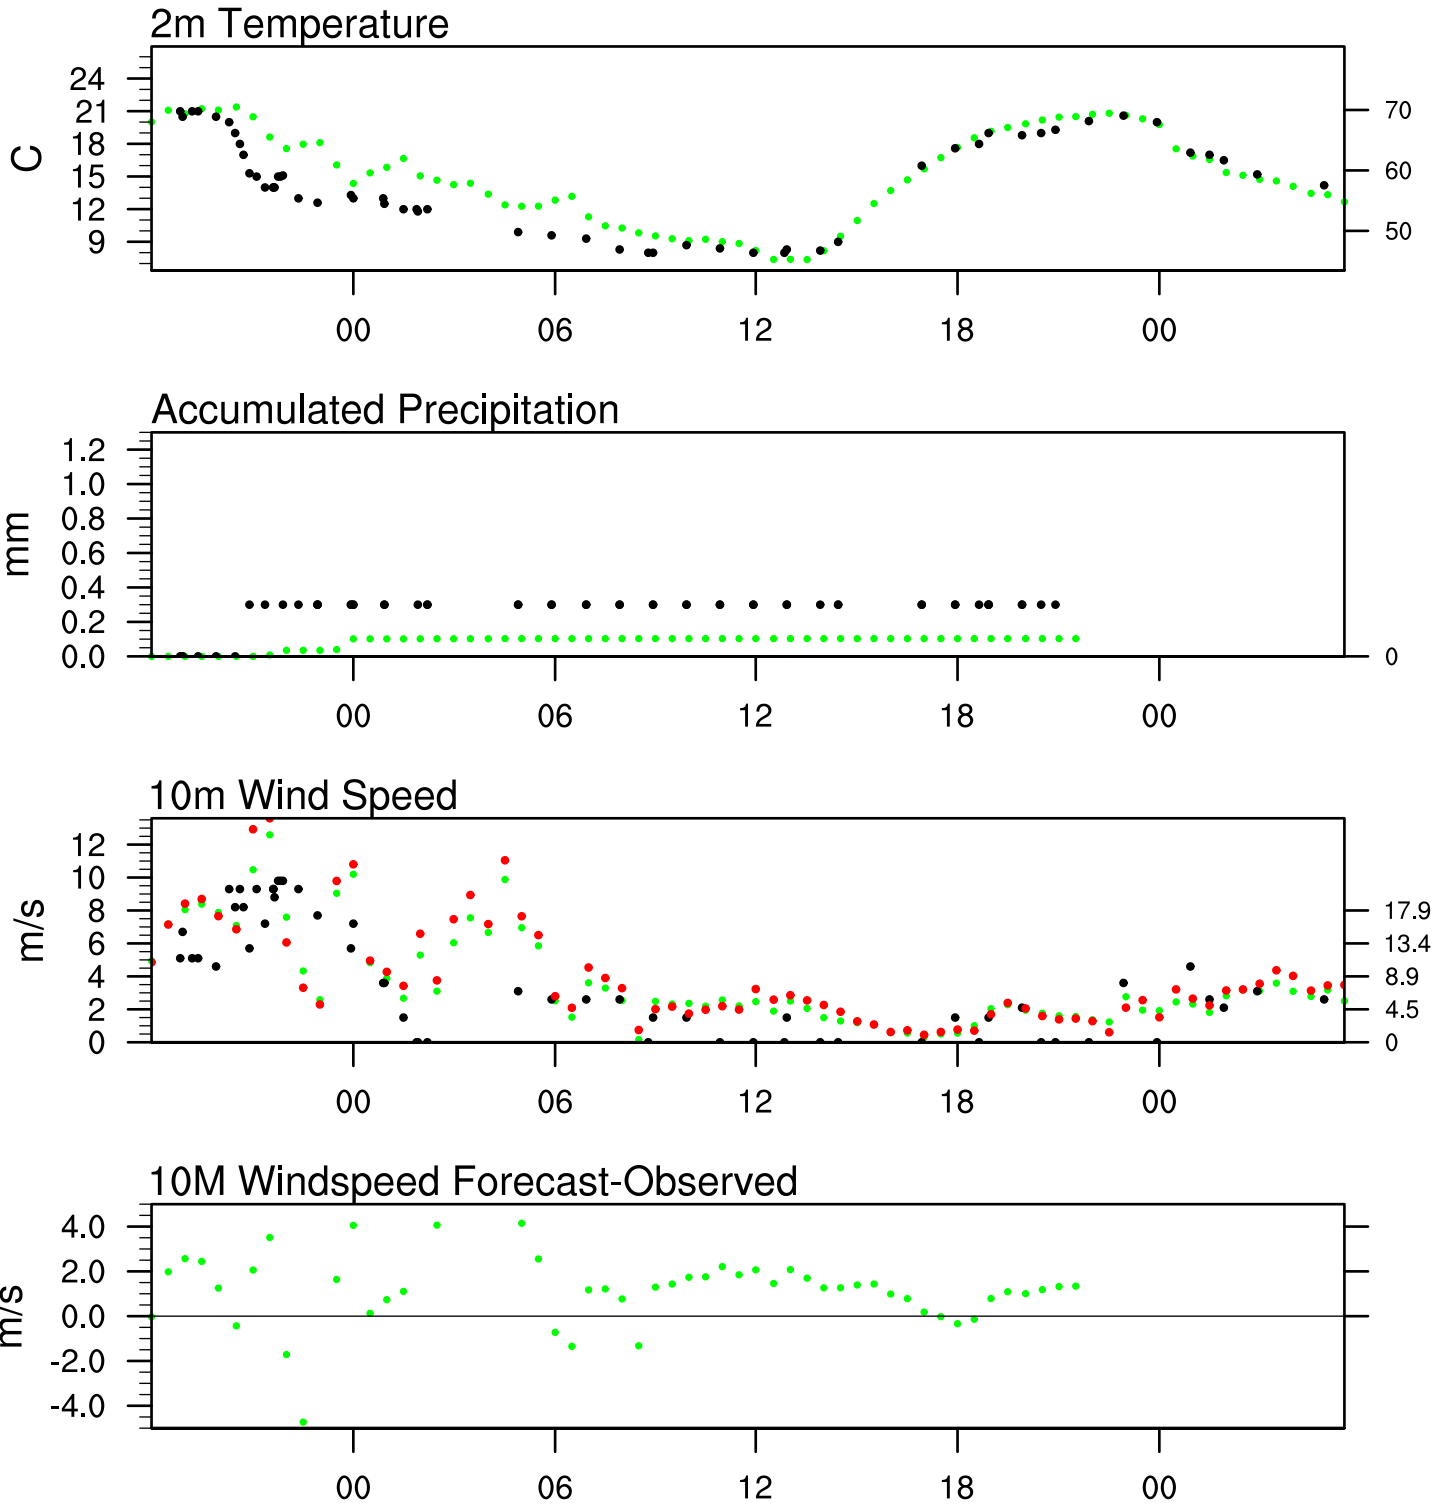 2m Temperature
C
24
21
18
15
12
9
70
60
50
00 06 12 18 00
Accumulated Precipitation
mm
1.2
1.0
0.8
0.6
0.4
0.2
0.0
0
00 06 12 18 00
10m Wind Speed
m/s
12
10
8
6
4
2
0
17.9
13.4
8.9
4.5
0
00 06 12 18 00
10M Windspeed Forecast-Observed
m/s
4.0
2.0
0.0
-2.0
-4.0
00 06 12 18 00